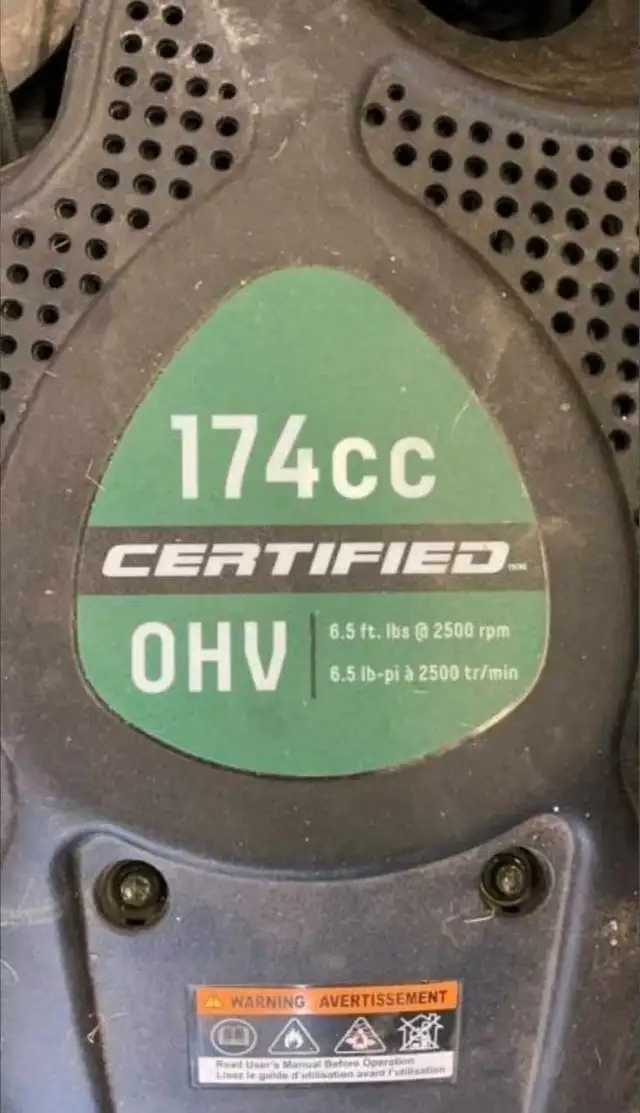 174cc
CERTIFIED
OHV
6.5 ft. lbs @ 2500 rpm
6.5 lb-pi à 2500 tr/min
WARNING AVERTISSEMENT
Read User's Manual Before Operation
Lisez le guide d'utilisation avant l'utilisation